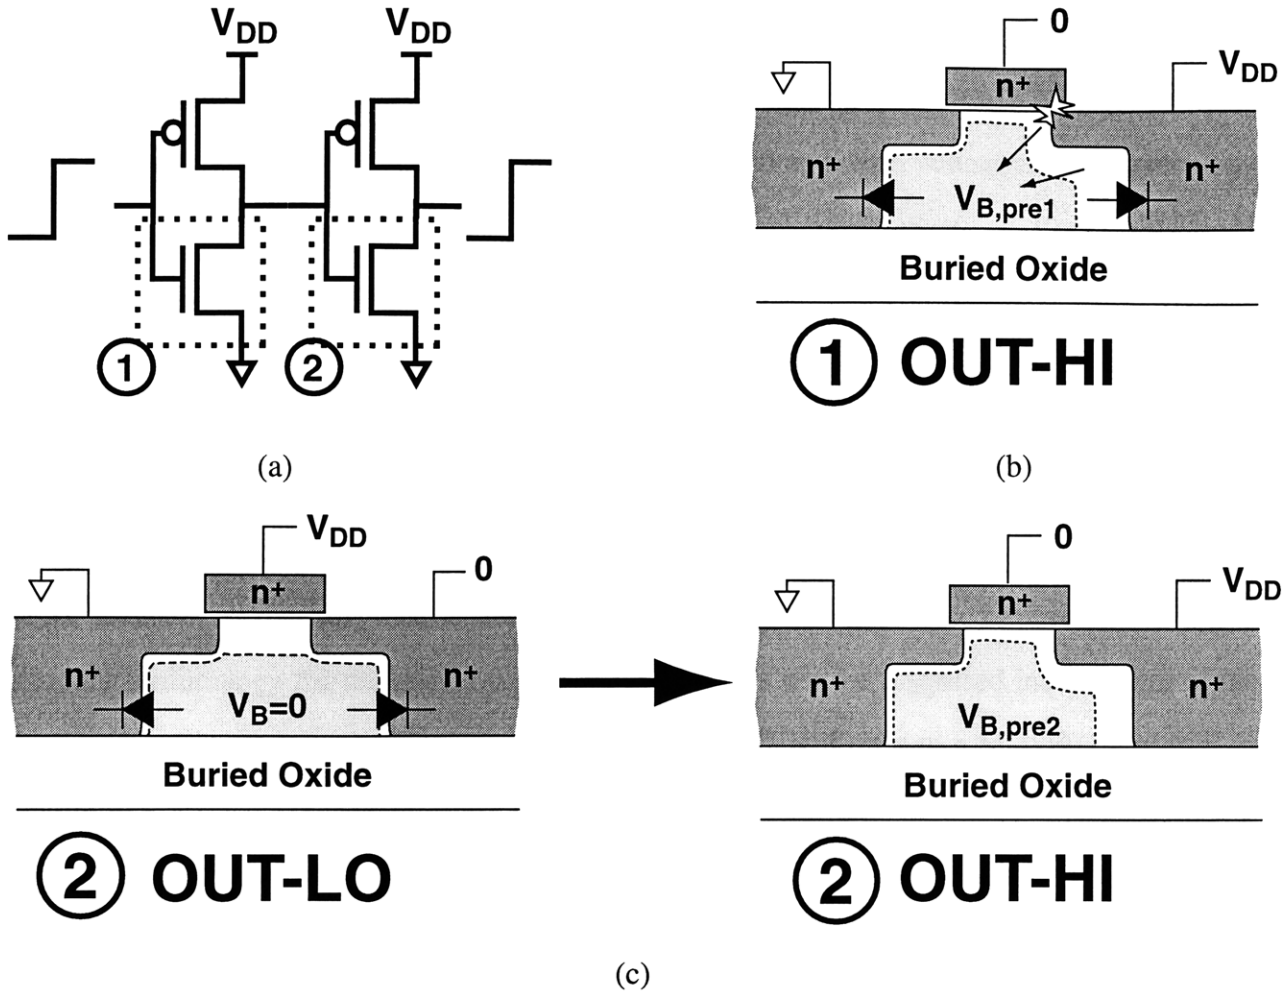 VDD VDD
1 2
(a)
0
VDD
n+
n+ n+
VB,pre1
Buried Oxide
1 OUT-HI
(b)
VDD
0
n+
n+ n+
VB=0
Buried Oxide
2 OUT-LO
0
VDD
n+
n+ n+
VB,pre2
Buried Oxide
2 OUT-HI
(c)